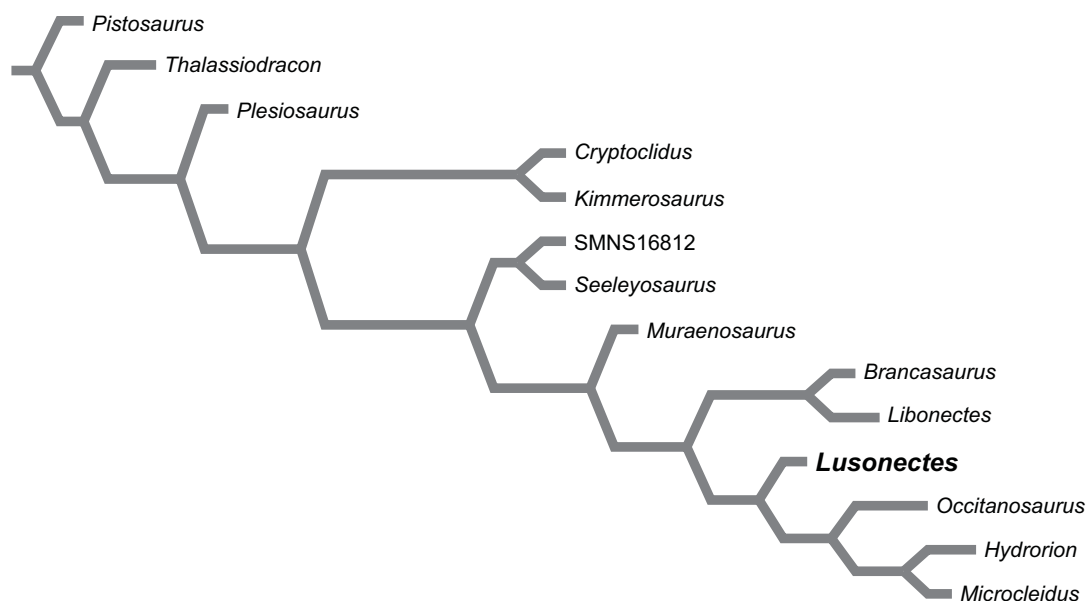 Pistosaurus
Thalassiodracon
Plesiosaurus
Cryptoclidus
Kimmerosaurus
SMNS16812
Seeleyosaurus
Muraenosaurus
Brancasaurus
Libonectes
Lusonectes
Occitanosaurus
Hydrorion
Microcleidus